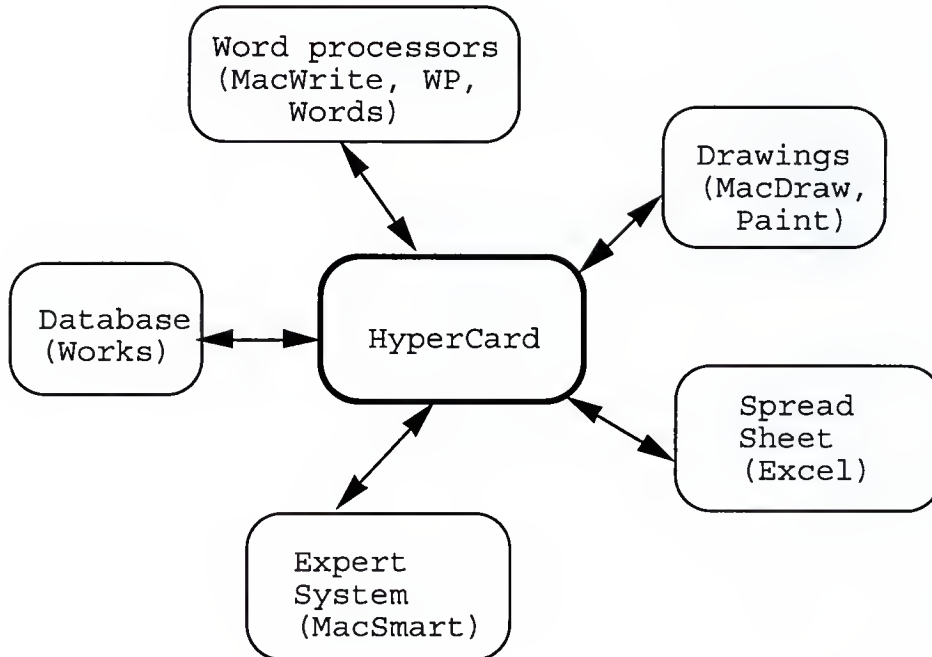 Word processors
(MacWrite, WP,
Words)
Drawings
(MacDraw,
Paint)
Database
(Works)
HyperCard
Spread
Sheet
(Excel)
Expert
System
(MacSmart)